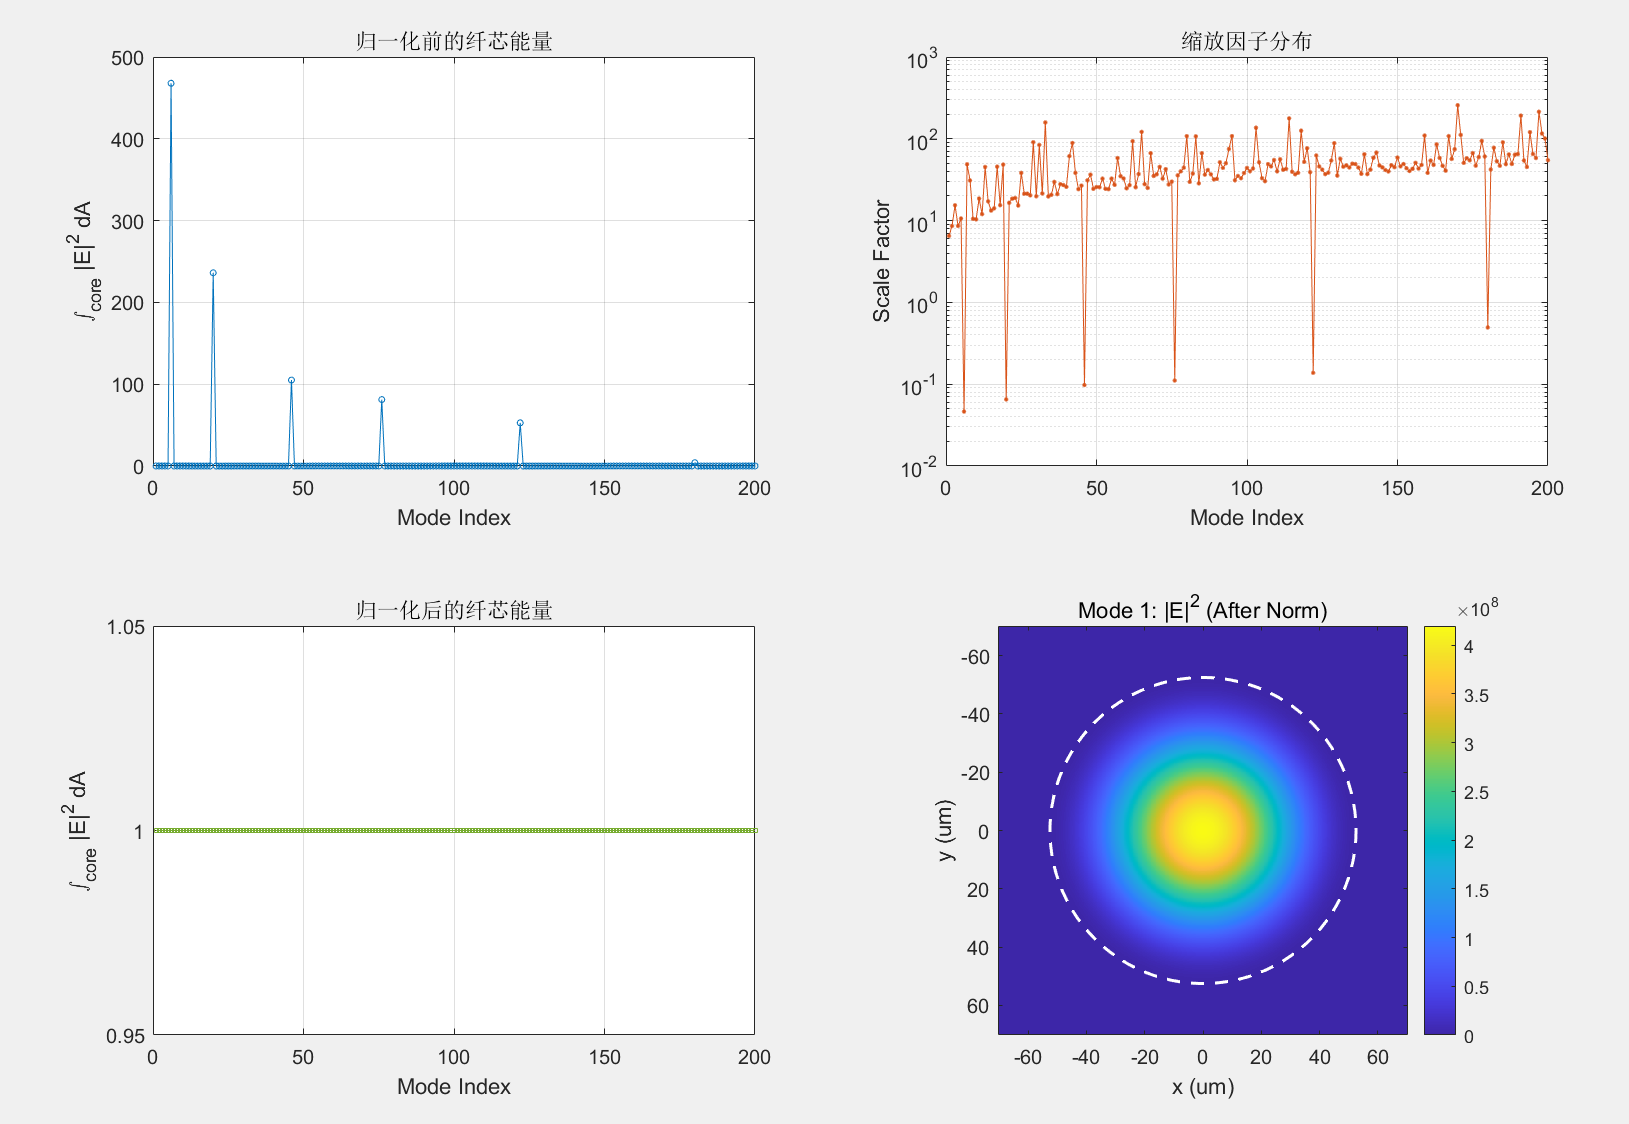 归一化前的纤芯能量
500
400
300
200
100
0
∫core |E|2 dA
0 50 100 150 200
Mode Index
缩放因子分布
10^3
10^2
10^1
10^0
10^-1
10^-2
Scale Factor
0 50 100 150 200
Mode Index
归一化后的纤芯能量
1.05
1
0.95
∫core |E|2 dA
0 50 100 150 200
Mode Index
Mode 1: |E|2 (After Norm)
-60
-40
-20
0
20
40
60
y (um)
-60 -40 -20 0 20 40 60
x (um)
×10^8
4
3.5
3
2.5
2
1.5
1
0.5
0